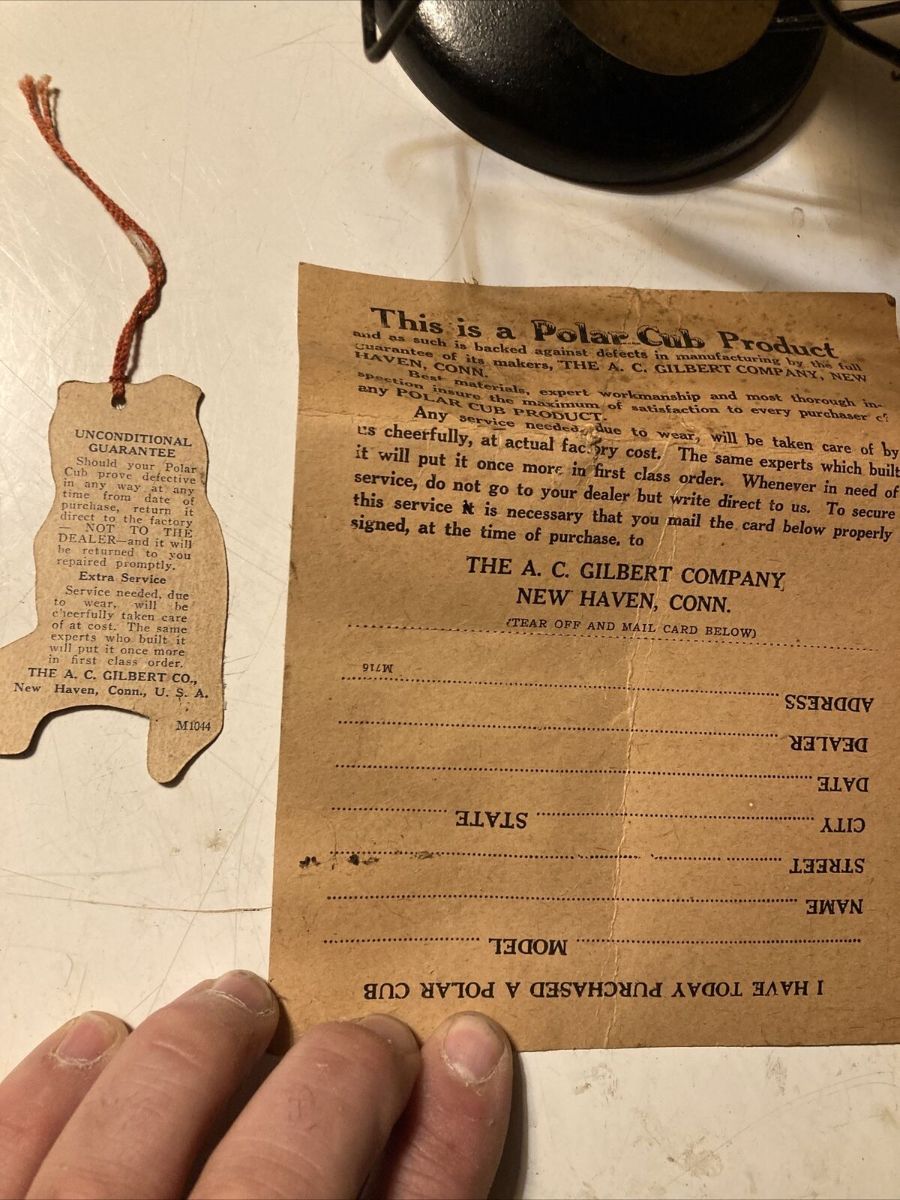 UNCONDITIONAL
GUARANTEE
Should your Polar
Cub prove defective
in any way at any
time from date of
purchase, return it
direct to the factory
— NOT TO THE
DEALER—and it will
be returned to you
repaired promptly.
Extra Service
Service needed, due
to wear, will be
cheerfully taken care
of at cost. The same
experts who built it
will put it once more
in first class order.
THE A. C. GILBERT CO.,
New Haven, Conn., U. S. A.
M1044
This is a Polar Cub Product
and as such is backed against defects in manufacturing by the full
guarantee of its makers, THE A. C. GILBERT COMPANY, NEW
HAVEN, CONN.
Best materials, expert workmanship and most thorough in-
spection insure the maximum of satisfaction to every purchaser of
any POLAR CUB PRODUCT.
Any service needed, due to wear, will be taken care of by
us cheerfully, at actual factory cost. The same experts which built
it will put it once more in first class order. Whenever in need of
service, do not go to your dealer but write direct to us. To secure
this service it is necessary that you mail the card below properly
signed, at the time of purchase, to
THE A. C. GILBERT COMPANY,
NEW HAVEN, CONN.
(TEAR OFF AND MAIL CARD BELOW)
I HAVE TODAY PURCHASED A POLAR CUB
MODEL
NAME
STREET
CITY STATE
DATE
DEALER
ADDRESS
M716